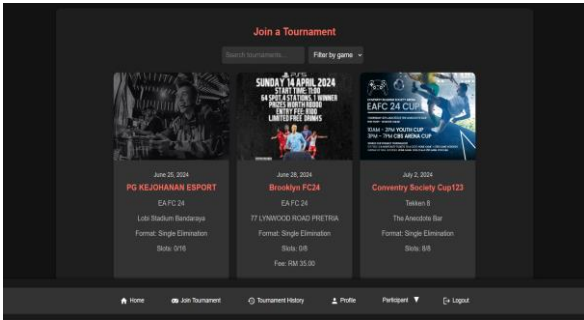 Join a Tournament
Search tournaments...
Filter by game
SUNDAY 14 APRIL 2024
START TIME: 11:00
64 SPOT, 4 STATIONS, 1 WINNER
PRIZES WORTH R8000
ENTRY FEE: R100
LIMITED FREE DRINKS
EAFC 24 CUP
10AM - 3PM YOUTH CUP
3PM - 7PM CBS ARENA CUP
June 25, 2024
PG KEJOHANAN ESPORT
EA FC 24
Lobi Stadium Bandaraya
Format: Single Elimination
Slots: 0/16
June 28, 2024
Brooklyn FC24
EA FC 24
77 LYNWOOD ROAD PRETRIA
Format: Single Elimination
Slots: 0/8
Fee: RM 35.00
July 2, 2024
Conventry Society Cup123
Tekken 8
The Anecdote Bar
Format: Single Elimination
Slots: 8/8
Home
Join Tournament
Tournament History
Profile
Participant
Logout